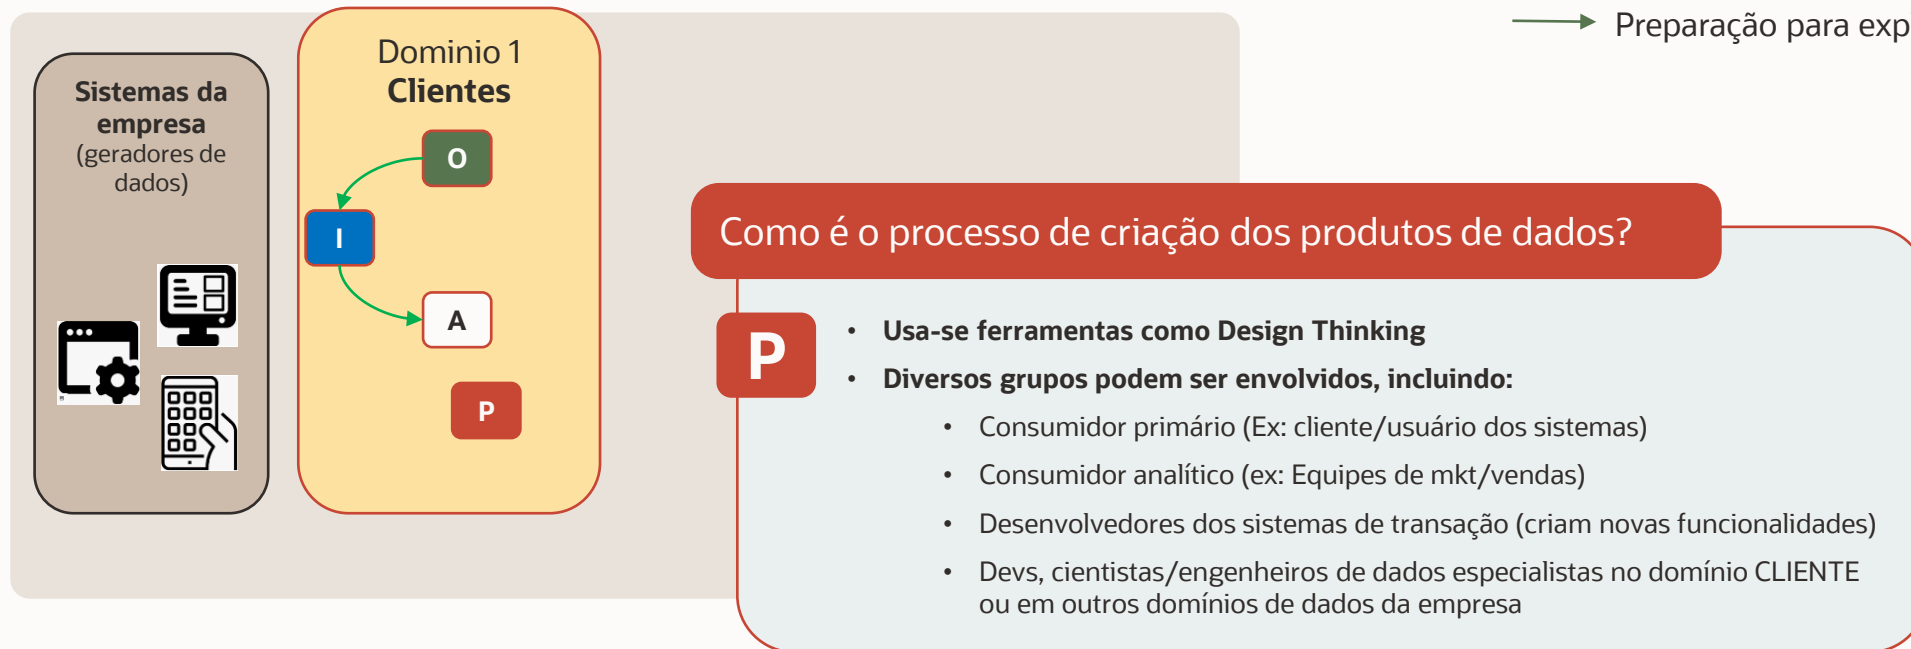 Preparação para exp
Sistemas da
empresa
(geradores de
dados)
Dominio 1
Clientes
O
I
A
P
Como é o processo de criação dos produtos de dados?
P
• Usa-se ferramentas como Design Thinking
• Diversos grupos podem ser envolvidos, incluindo:
• Consumidor primário (Ex: cliente/usuário dos sistemas)
• Consumidor analítico (ex: Equipes de mkt/vendas)
• Desenvolvedores dos sistemas de transação (criam novas funcionalidades)
• Devs, cientistas/engenheiros de dados especialistas no domínio CLIENTE
ou em outros domínios de dados da empresa